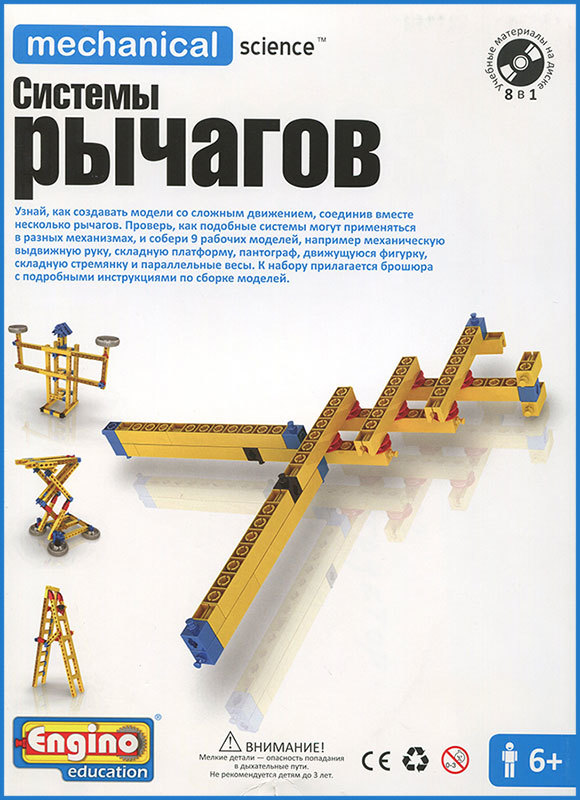 mechanical science™
учебные материалы на диске
8 в 1
Системы
рычагов
Узнай, как создавать модели со сложным движением, соединив вместе
несколько рычагов. Проверь, как подобные системы могут применяться
в разных механизмах, и собери 9 рабочих моделей, например механическую
выдвижную руку, складную платформу, пантограф, движущуюся фигурку,
складную стремянку и параллельные весы. К набору прилагается брошюра
с подробными инструкциями по сборке моделей.
Engino®
education
ВНИМАНИЕ!
Мелкие детали — опасность попадания
в дыхательные пути.
Не рекомендуется детям до 3 лет.
CE
0-3
6+